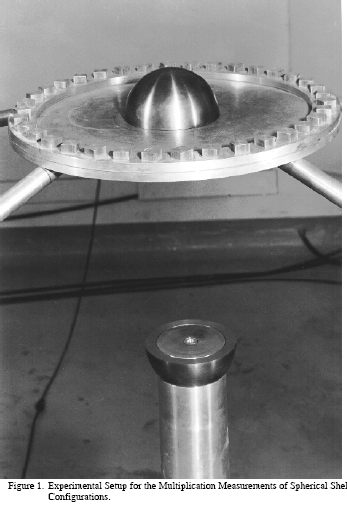 Figure 1. Experimental Setup for the Multiplication Measurements of Spherical Shel
Configurations.